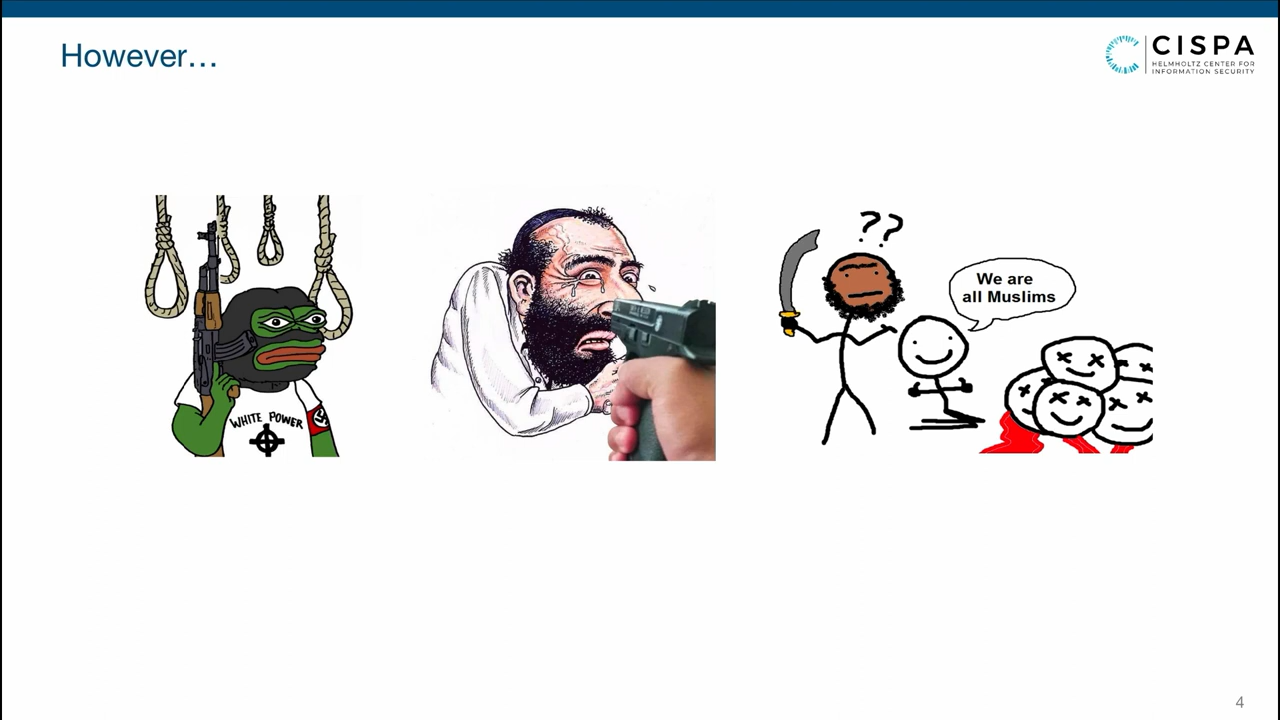 However…
CISPA
HELMHOLTZ CENTER FOR
INFORMATION SECURITY
WHITE POWER
??
We are
all Muslims
4